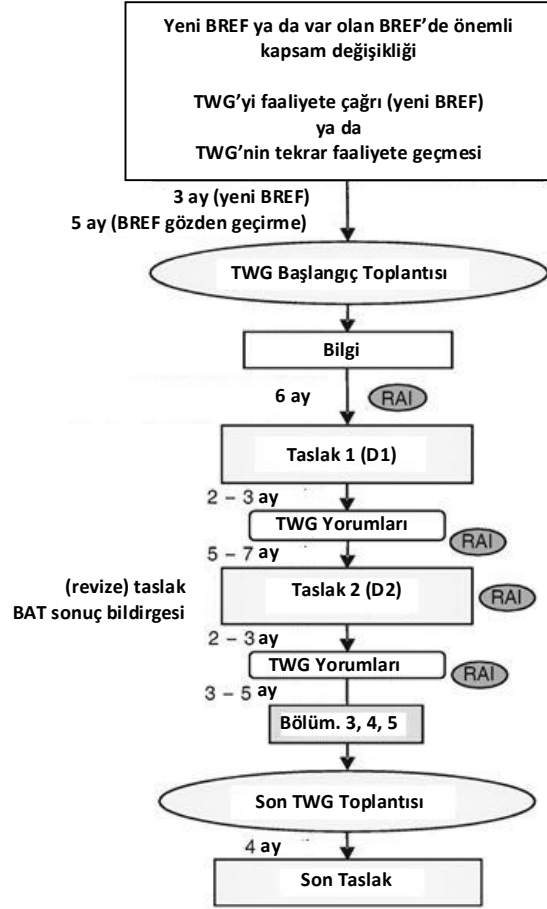 Yeni BREF ya da var olan BREF'de önemli
kapsam değişikliği
TWG'yi faaliyete çağrı (yeni BREF)
ya da
TWG'nin tekrar faaliyete geçmesi
3 ay (yeni BREF)
5 ay (BREF gözden geçirme)
TWG Başlangıç Toplantısı
Bilgi
6 ay
RAI
Taslak 1 (D1)
2 – 3 ay
TWG Yorumları
RAI
5 – 7 ay
(revize) taslak
BAT sonuç bildirgesi
Taslak 2 (D2)
RAI
2 – 3 ay
TWG Yorumları
RAI
3 – 5 ay
Bölüm. 3, 4, 5
Son TWG Toplantısı
4 ay
Son Taslak